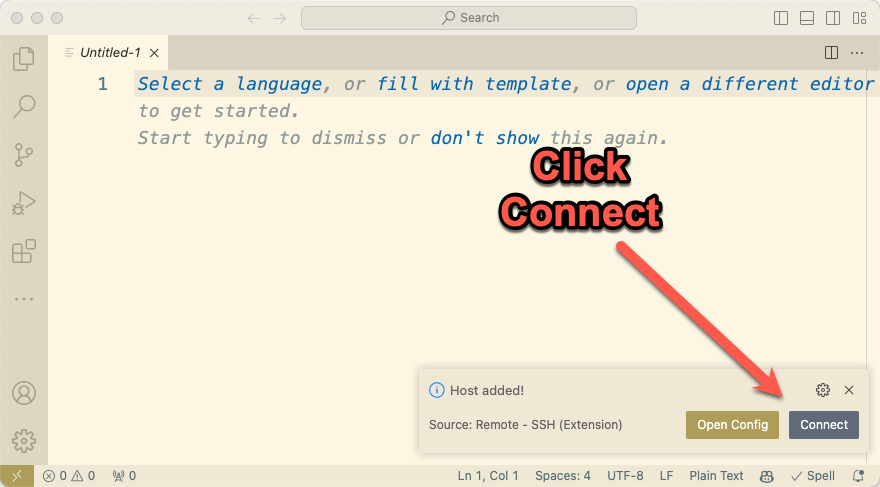 Search
Untitled-1
1 Select a language, or fill with template, or open a different editor
to get started.
Start typing to dismiss or don't show this again.
Click
Connect
Host added!
Source: Remote - SSH (Extension) Open Config Connect
0 0 0 Ln 1, Col 1 Spaces: 4 UTF-8 LF Plain Text Spell